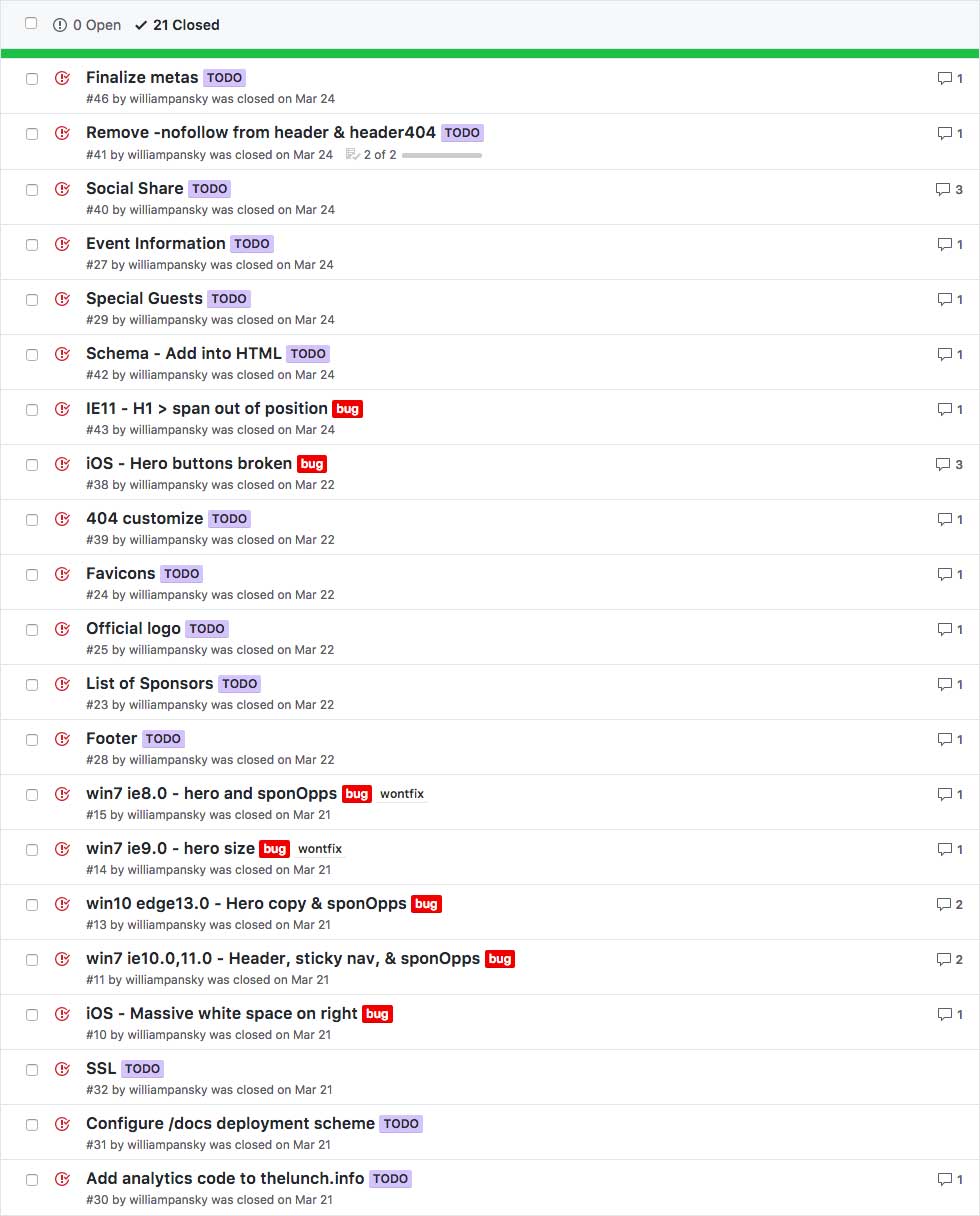 0 Open 21 Closed
Finalize metas TODO 1
#46 by williampansky was closed on Mar 24
Remove -nofollow from header & header404 TODO 1
#41 by williampansky was closed on Mar 24 2 of 2
Social Share TODO 3
#40 by williampansky was closed on Mar 24
Event Information TODO 1
#27 by williampansky was closed on Mar 24
Special Guests TODO 1
#29 by williampansky was closed on Mar 24
Schema - Add into HTML TODO 1
#42 by williampansky was closed on Mar 24
IE11 - H1 > span out of position bug 1
#43 by williampansky was closed on Mar 24
iOS - Hero buttons broken bug 3
#38 by williampansky was closed on Mar 22
404 customize TODO 1
#39 by williampansky was closed on Mar 22
Favicons TODO 1
#24 by williampansky was closed on Mar 22
Official logo TODO 1
#25 by williampansky was closed on Mar 22
List of Sponsors TODO 1
#23 by williampansky was closed on Mar 22
Footer TODO 1
#28 by williampansky was closed on Mar 22
win7 ie8.0 - hero and sponOpps bug wontfix 1
#15 by williampansky was closed on Mar 21
win7 ie9.0 - hero size bug wontfix 1
#14 by williampansky was closed on Mar 21
win10 edge13.0 - Hero copy & sponOpps bug 2
#13 by williampansky was closed on Mar 21
win7 ie10.0,11.0 - Header, sticky nav, & sponOpps bug 2
#11 by williampansky was closed on Mar 21
iOS - Massive white space on right bug 1
#10 by williampansky was closed on Mar 21
SSL TODO
#32 by williampansky was closed on Mar 21
Configure /docs deployment scheme TODO
#31 by williampansky was closed on Mar 21
Add analytics code to thelunch.info TODO 1
#30 by williampansky was closed on Mar 21